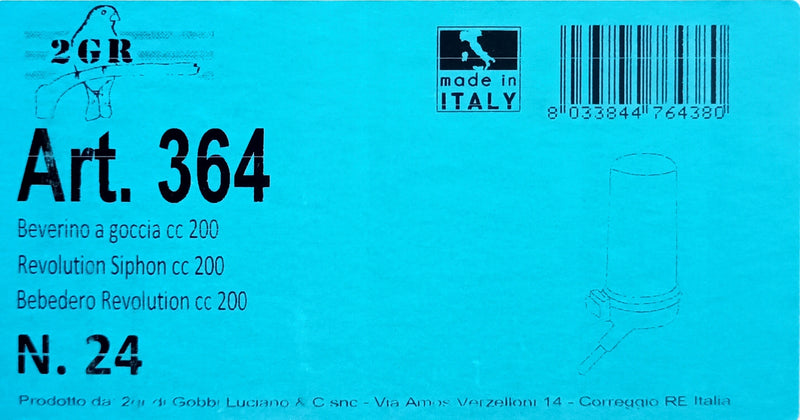 2GR
made in
ITALY
8 033844 764380
Art. 364
Beverino a goccia cc 200
Revolution Siphon cc 200
Bebedero Revolution cc 200
N. 24
Prodotto da: 2gr di Gobbi Luciano & C snc - Via Amos Verzelloni 14 - Correggio RE Italia